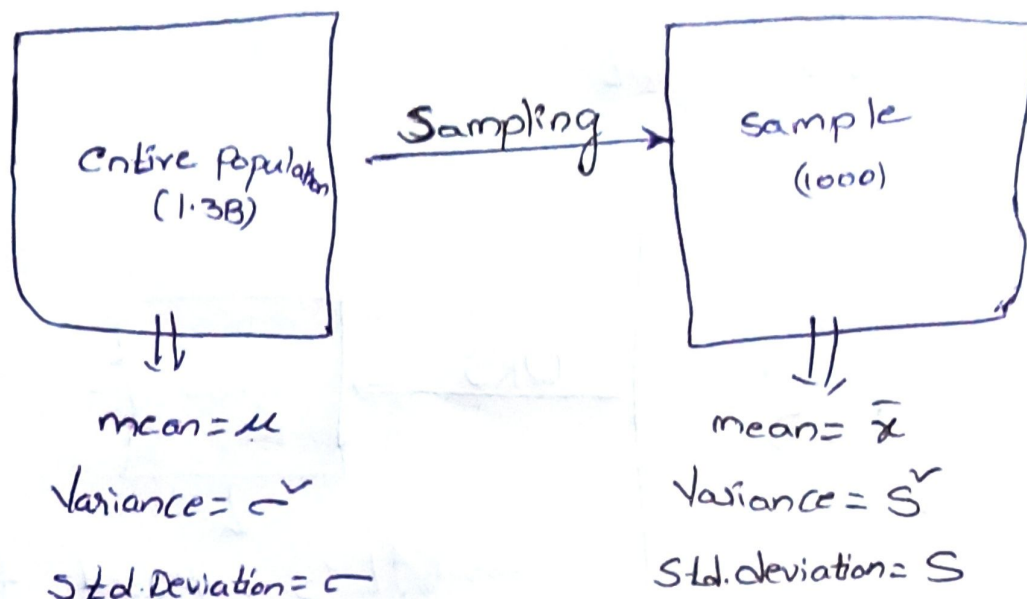 Entire Population
(1.3B)
Sampling
Sample
(1000)
mean = μ
Variance = σ²
Std. Deviation = σ
mean = x̄
Variance = S²
Std. deviation = S